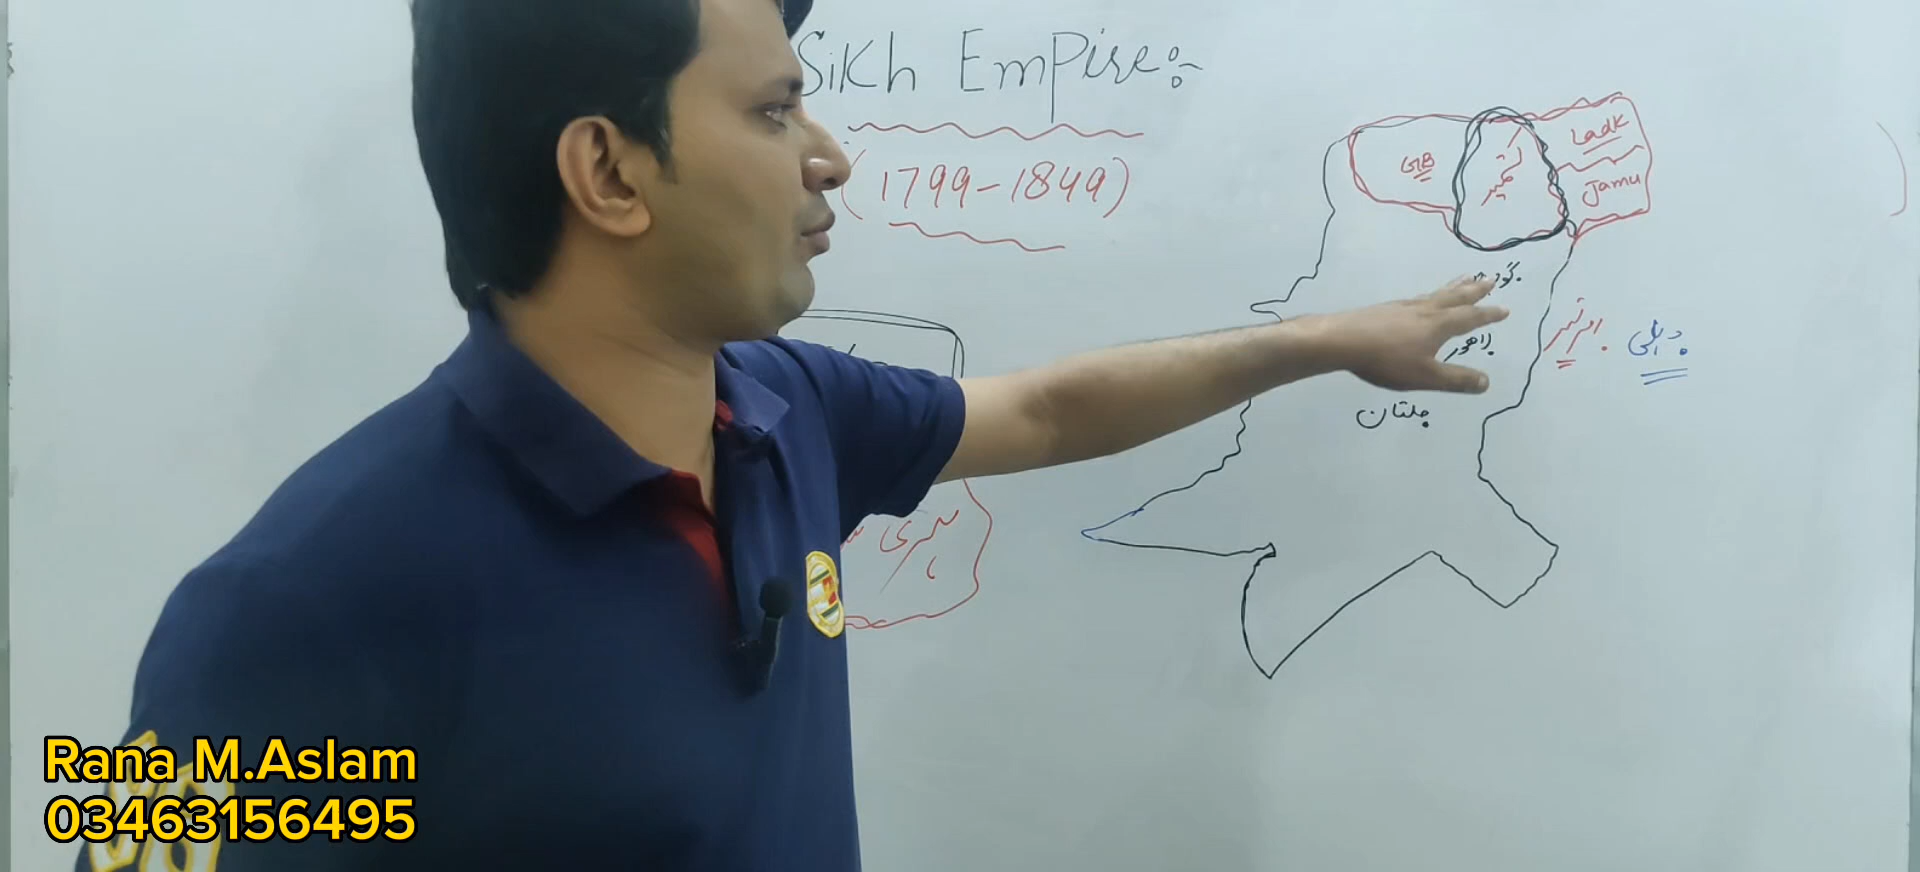 Sikh Empire:-
(1799-1849)
GB
کشمیر
Ladk
Jamu
لاہور
امرتسر
دہلی
ملتان
Rana M.Aslam
03463156495